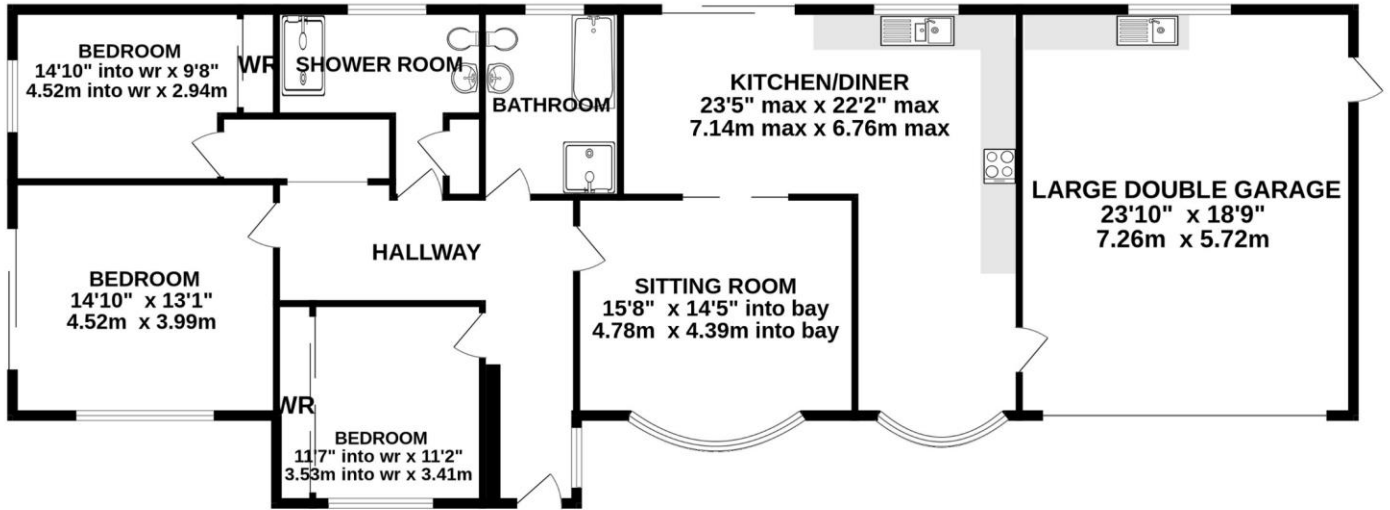 BEDROOM
14'10" into wr x 9'8"
4.52m into wr x 2.94m
WR
SHOWER ROOM
BATHROOM
KITCHEN/DINER
23'5" max x 22'2" max
7.14m max x 6.76m max
LARGE DOUBLE GARAGE
23'10" x 18'9"
7.26m x 5.72m
HALLWAY
BEDROOM
14'10" x 13'1"
4.52m x 3.99m
SITTING ROOM
15'8" x 14'5" into bay
4.78m x 4.39m into bay
WR
BEDROOM
11'7" into wr x 11'2"
3.53m into wr x 3.41m